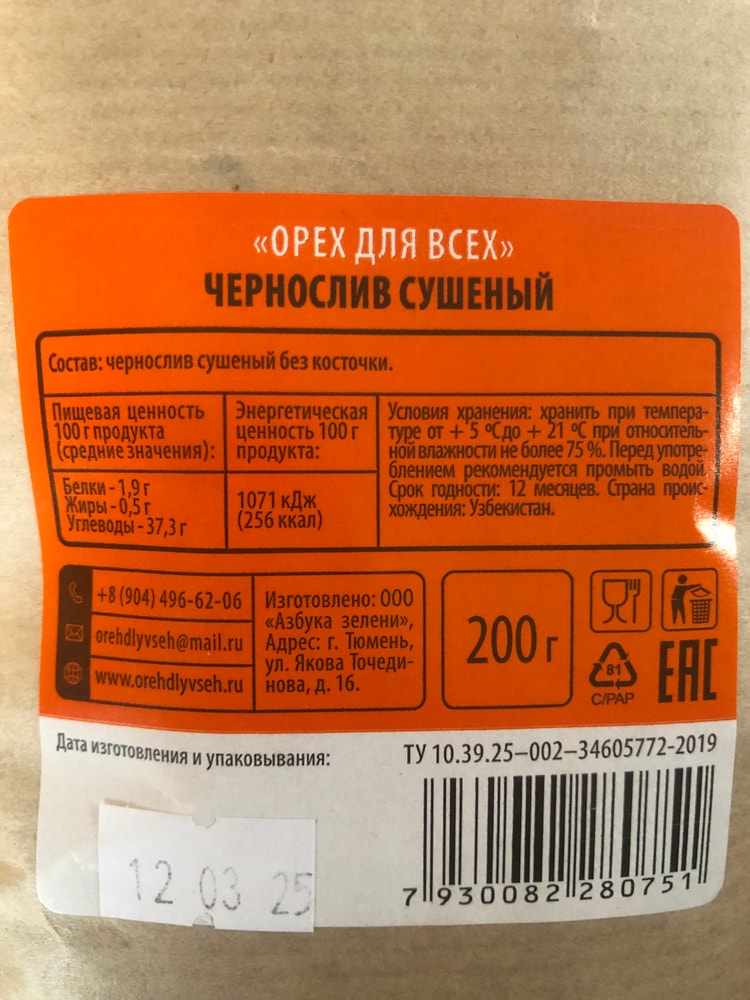 «ОРЕХ ДЛЯ ВСЕХ»
ЧЕРНОСЛИВ СУШЕНЫЙ
Состав: чернослив сушеный без косточки.
Пищевая ценность
100 г продукта
(средние значения):
Белки - 1,9 г
Жиры - 0,5 г
Углеводы - 37,3 г
Энергетическая
ценность 100 г
продукта:
1071 кДж
(256 ккал)
Условия хранения: хранить при темпера-
туре от + 5 ºС до + 21 ºС при относитель-
ной влажности не более 75 %. Перед употре-
блением рекомендуется промыть водой.
Срок годности: 12 месяцев. Страна проис-
хождения: Узбекистан.
+8 (904) 496-62-06
orehdlyvseh@mail.ru
www.orehdlyvseh.ru
Изготовлено: ООО
«Азбука зелени»,
Адрес: г. Тюмень,
ул. Якова Точеди-
нова, д. 16.
200 г
81
C/PAP
EAC
Дата изготовления и упаковывания:
12 03 25
ТУ 10.39.25–002–34605772-2019
7 930082 280751